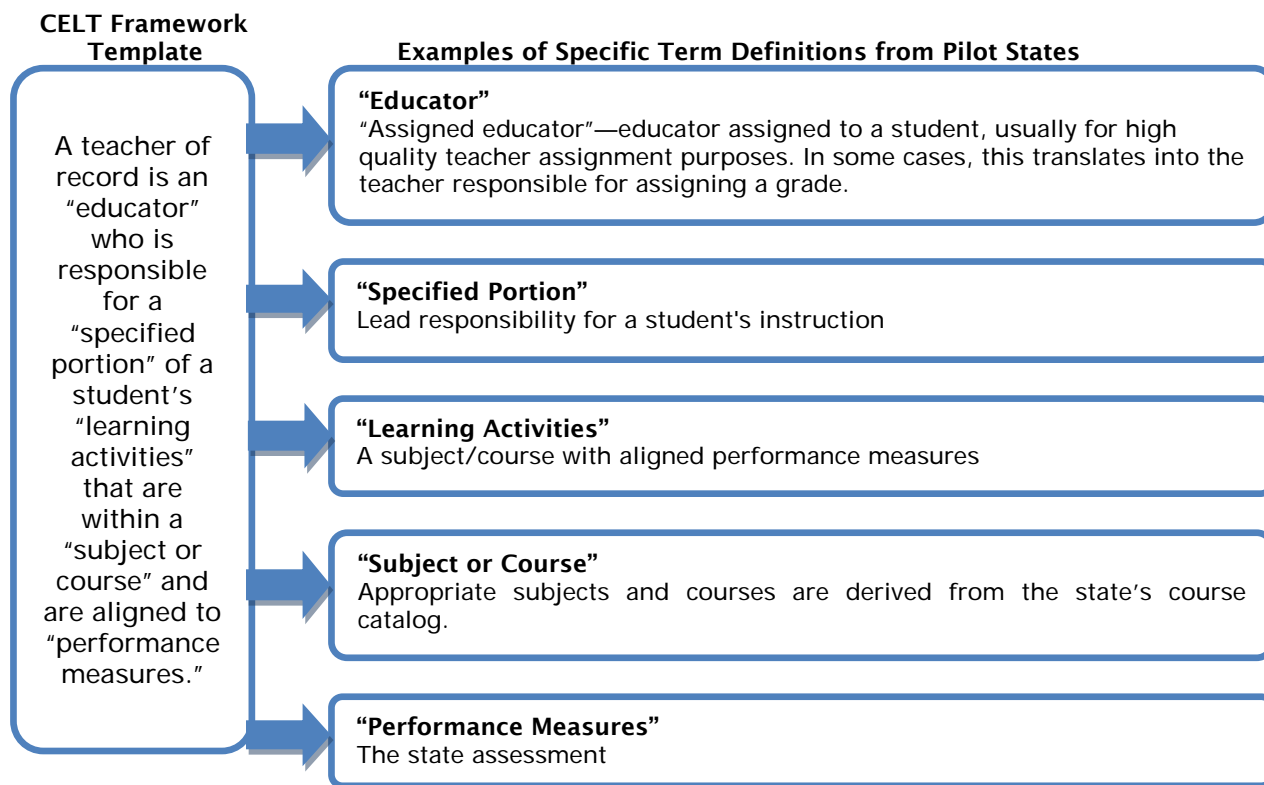 CELT Framework
Template
A teacher of
record is an
“educator”
who is
responsible
for a
“specified
portion” of a
student’s
“learning
activities”
that are
within a
“subject or
course” and
are aligned to
“performance
measures.”
Examples of Specific Term Definitions from Pilot States
“Educator”
“Assigned educator”—educator assigned to a student, usually for high
quality teacher assignment purposes. In some cases, this translates into the
teacher responsible for assigning a grade.
“Specified Portion”
Lead responsibility for a student's instruction
“Learning Activities”
A subject/course with aligned performance measures
“Subject or Course”
Appropriate subjects and courses are derived from the state’s course
catalog.
“Performance Measures”
The state assessment